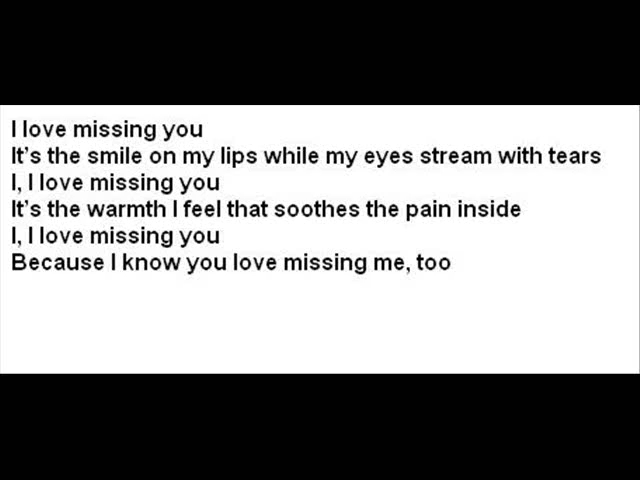 I love missing you
It's the smile on my lips while my eyes stream with tears
I, I love missing you
It's the warmth I feel that soothes the pain inside
I, I love missing you
Because I know you love missing me, too